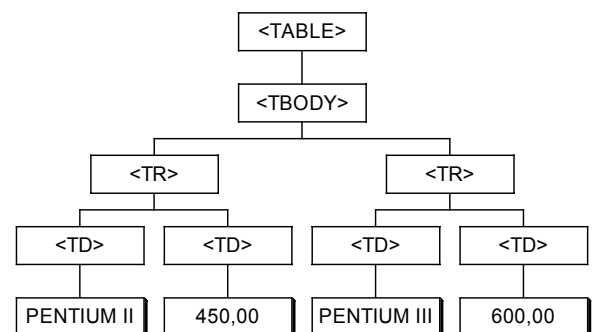 <TABLE>
<TBODY>
<TR> <TR>
<TD> <TD> <TD> <TD>
PENTIUM II 450,00 PENTIUM III 600,00